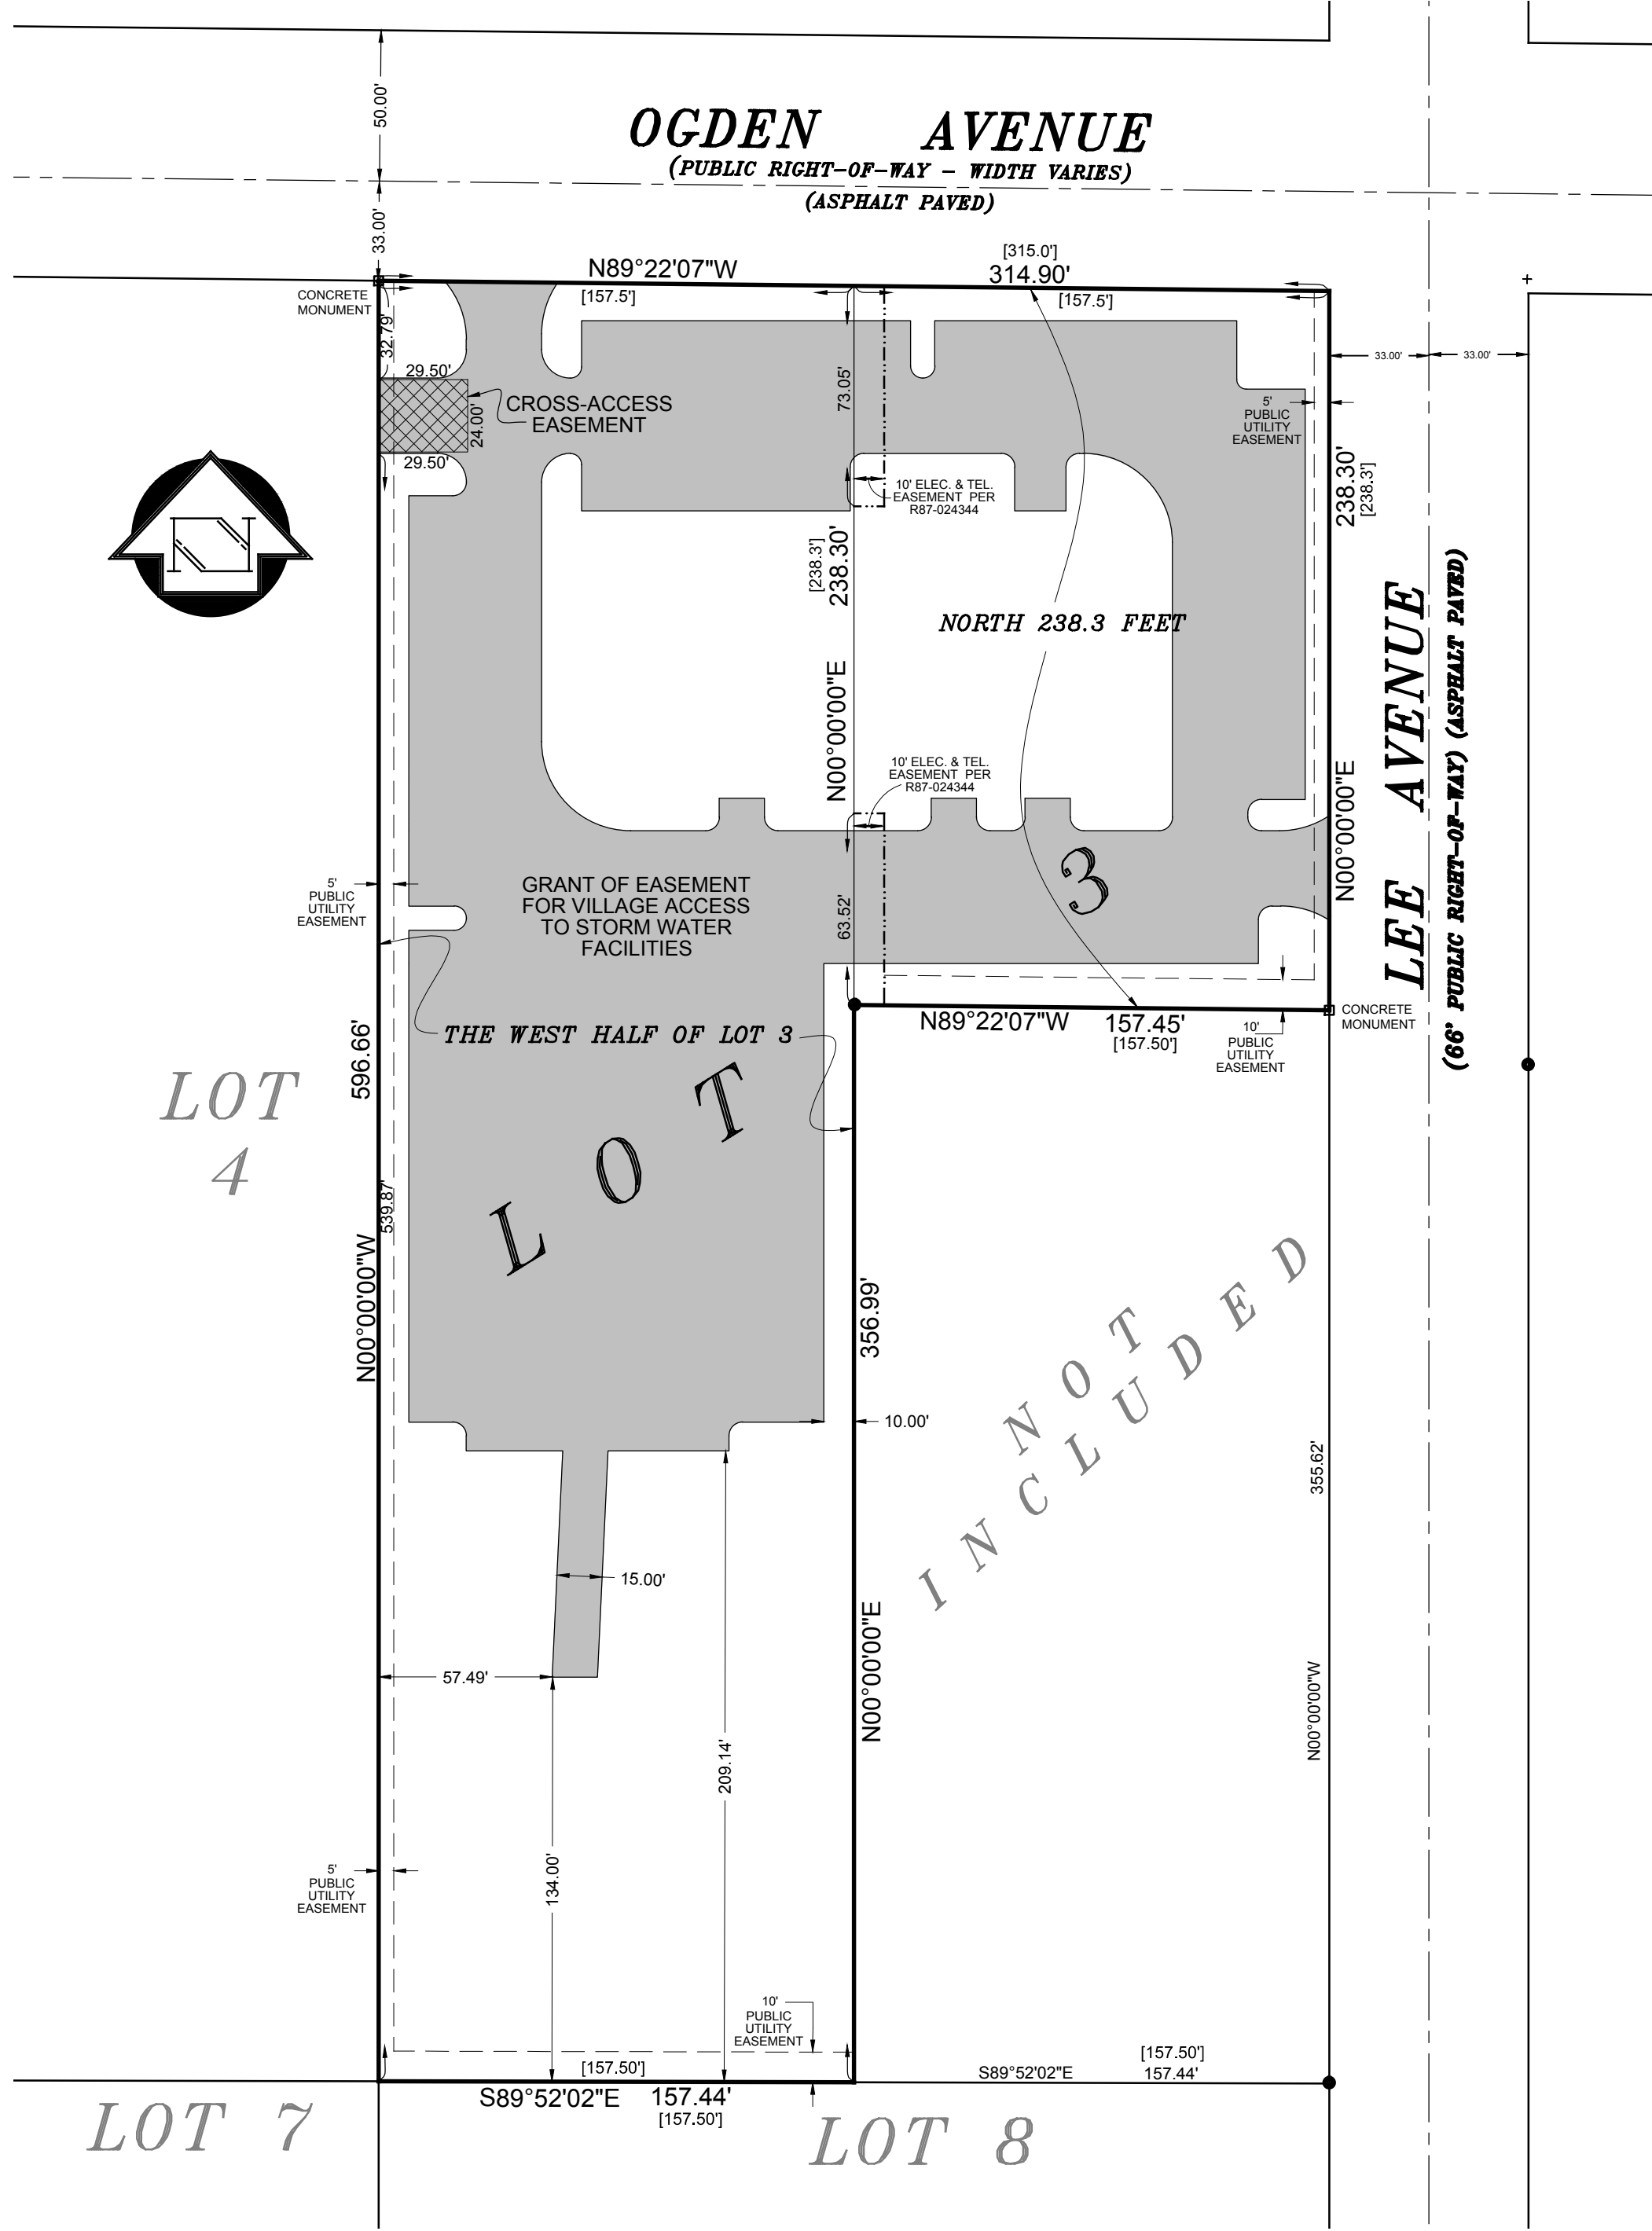 50.00'
OGDEN AVENUE
(PUBLIC RIGHT-OF-WAY - WIDTH VARIES)
(ASPHALT PAVED)
33.00'
N89°22'07"W
[315.0']
314.90'
[157.5']
[157.5']
CONCRETE
MONUMENT
32.79'
29.50'
24.00'
29.50'
CROSS-ACCESS
EASEMENT
73.05'
33.00'
33.00'
5'
PUBLIC
UTILITY
EASEMENT
238.30'
[238.3']
10' ELEC. & TEL.
EASEMENT PER
R87-024344
N
[238.3']
238.30'
N00°00'00"E
NORTH 238.3 FEET
LEE AVENUE
(66' PUBLIC RIGHT-OF-WAY) (ASPHALT PAVED)
10' ELEC. & TEL.
EASEMENT PER
R87-024344
N00°00'00"E
5'
PUBLIC
UTILITY
EASEMENT
GRANT OF EASEMENT
FOR VILLAGE ACCESS
TO STORM WATER
FACILITIES
63.52'
3
THE WEST HALF OF LOT 3
N89°22'07"W 157.45'
[157.50']
10'
PUBLIC
UTILITY
EASEMENT
CONCRETE
MONUMENT
596.66'
LOT
4
539.87'
N00°00'00"W
LOT
356.99'
NOT
INCLUDED
10.00'
355.62'
15.00'
57.49'
N00°00'00"E
N00°00'00"W
209.14'
134.00'
5'
PUBLIC
UTILITY
EASEMENT
10'
PUBLIC
UTILITY
EASEMENT
[157.50']
S89°52'02"E 157.44'
[157.50']
[157.50']
S89°52'02"E 157.44'
LOT 7
LOT 8